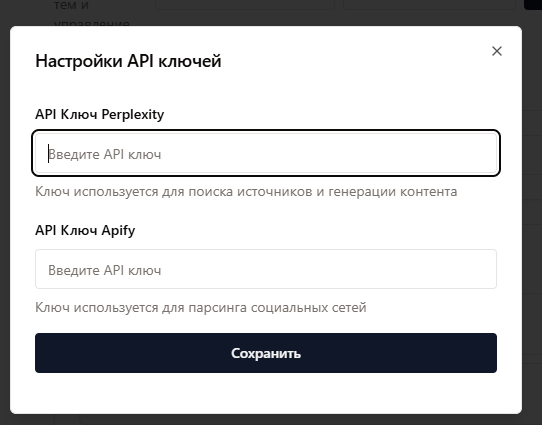 тем и
управление
Настройки API ключей
API Ключ Perplexity
Введите API ключ
Ключ используется для поиска источников и генерации контента
API Ключ Apify
Введите API ключ
Ключ используется для парсинга социальных сетей
Сохранить